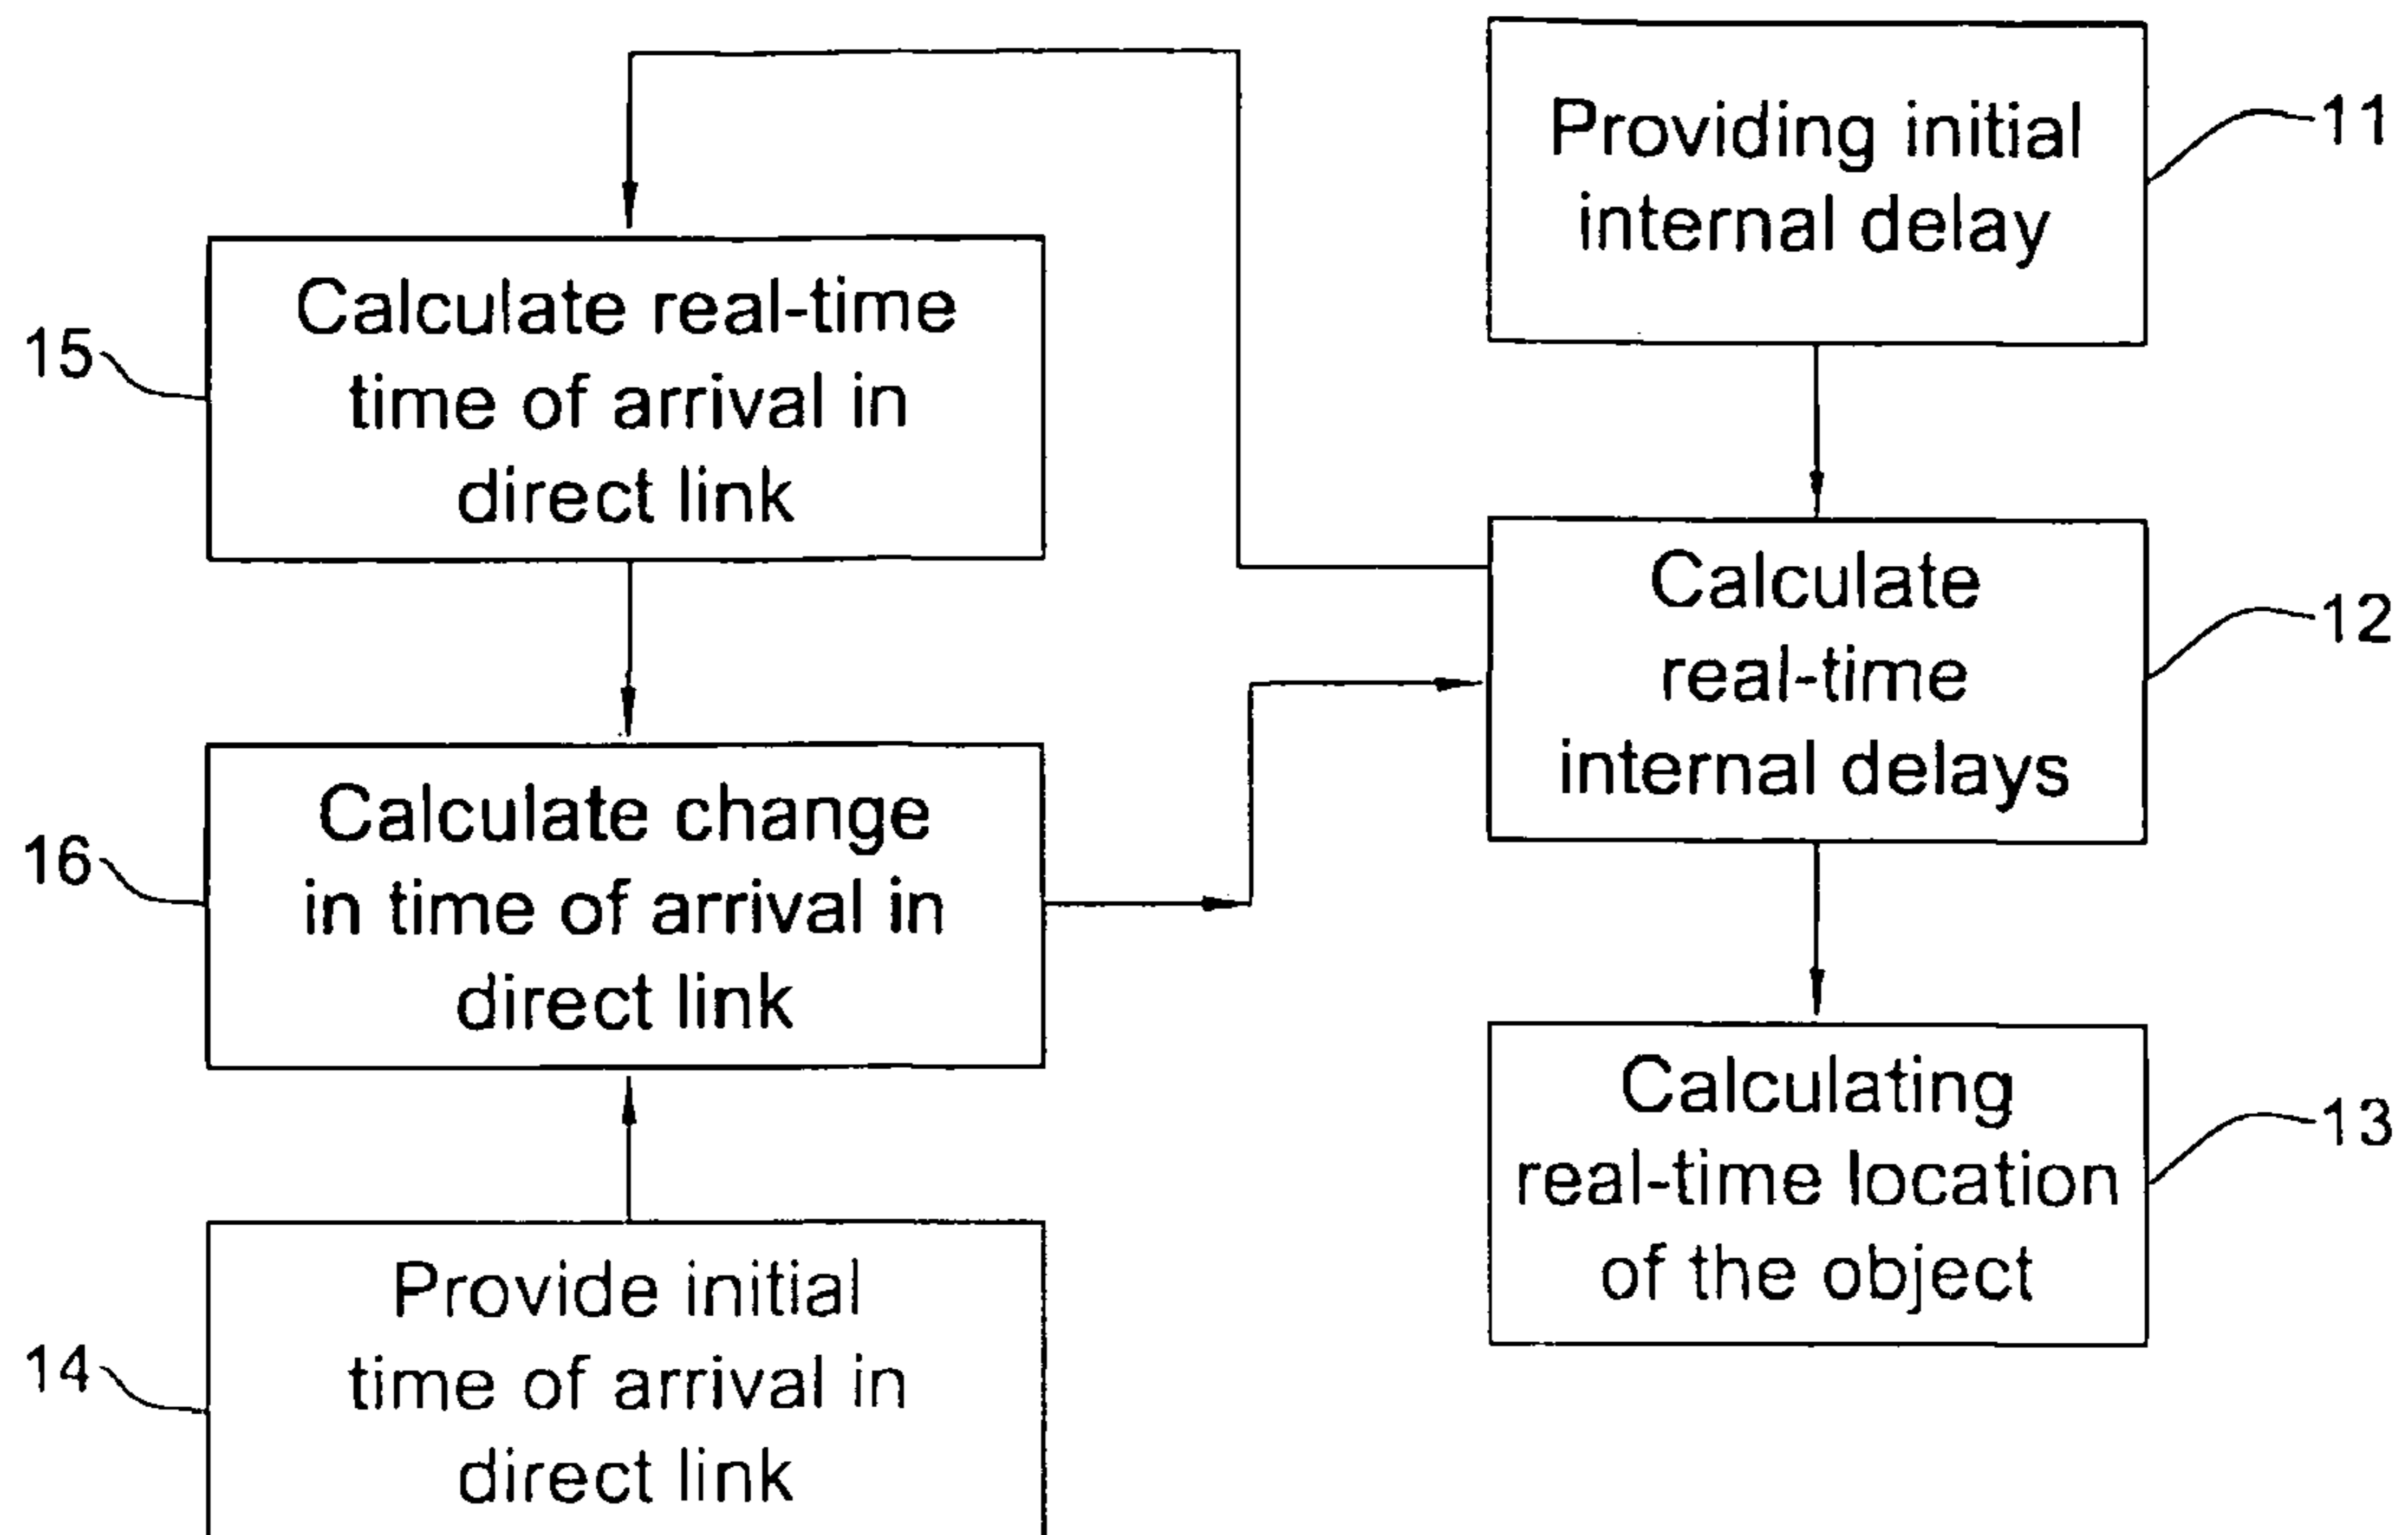 Providing initial
internal delay
11
Calculate real-time
time of arrival in
direct link
15
Calculate
real-time
internal delays
12
Calculate change
in time of arrival in
direct link
16
Calculating
real-time location
of the object
13
Provide initial
time of arrival in
direct link
14